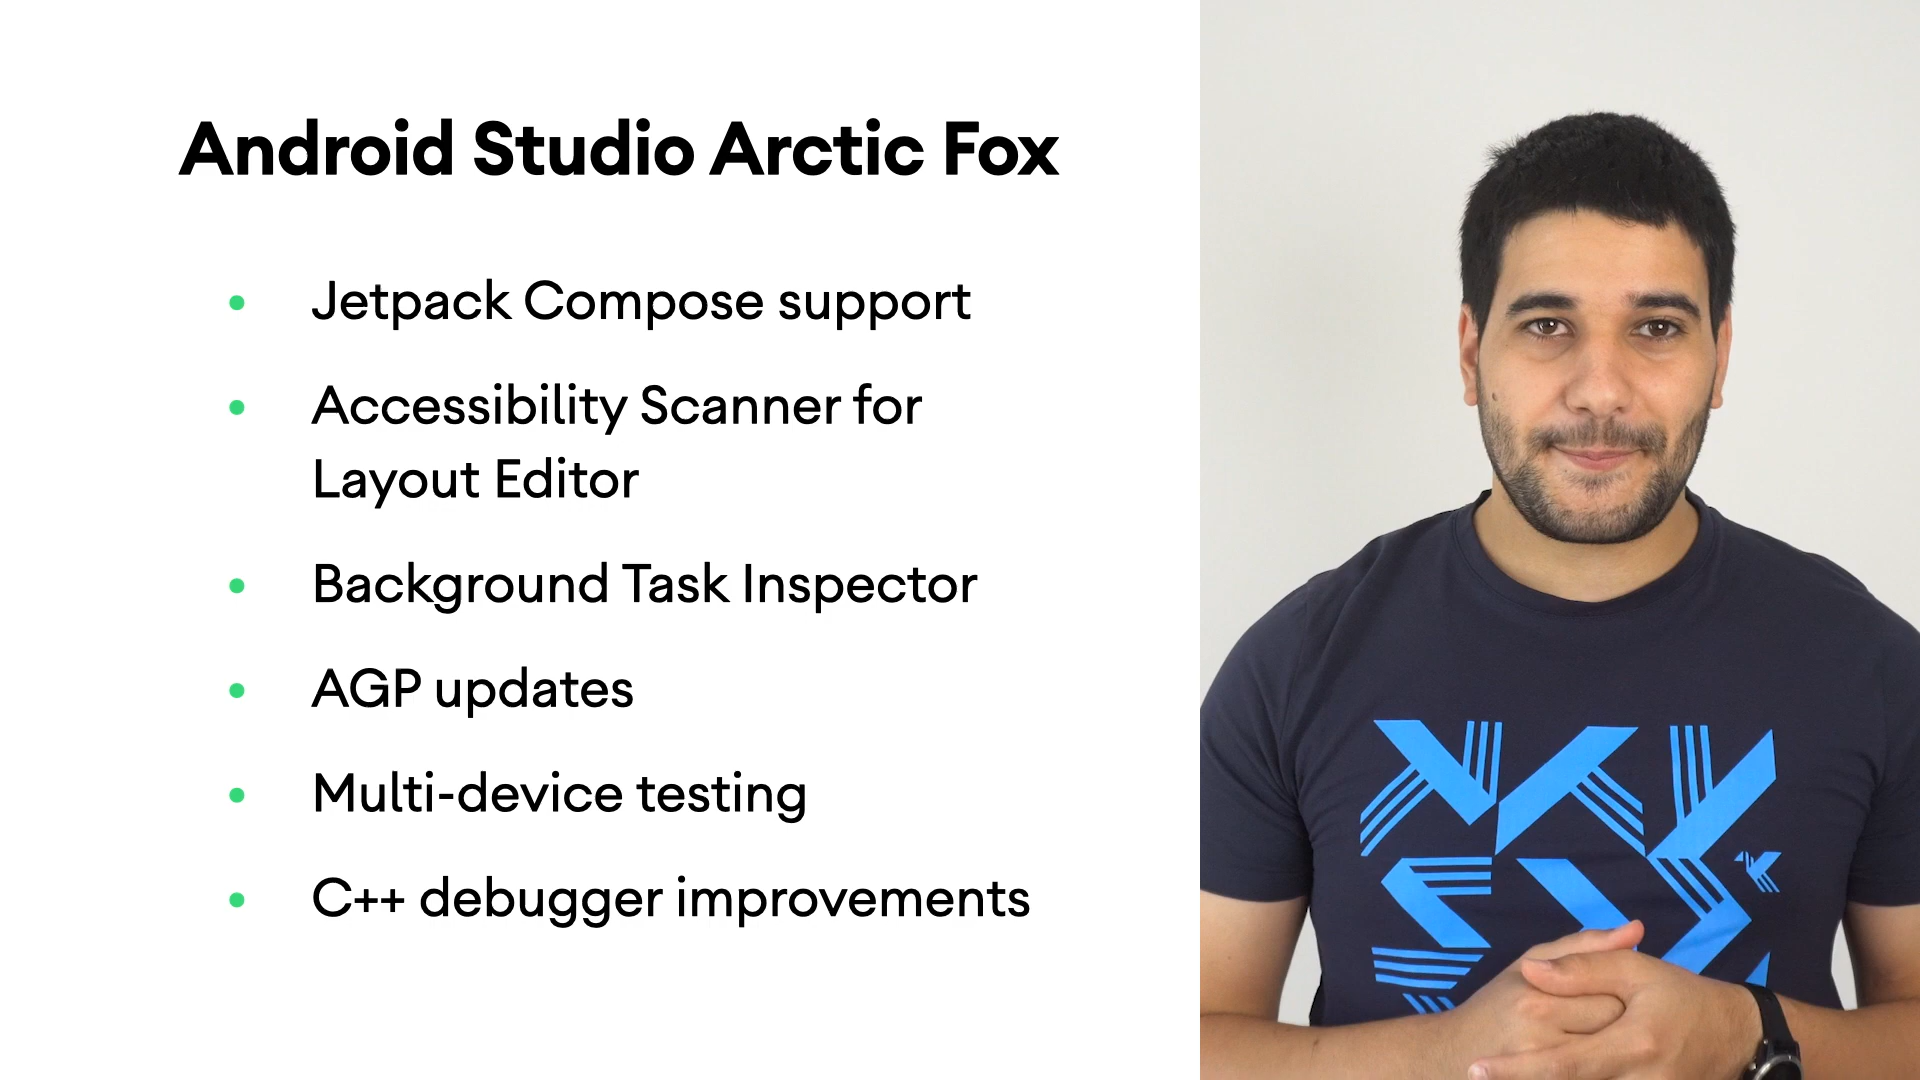 Android Studio Arctic Fox
Jetpack Compose support
Accessibility Scanner for
Layout Editor
Background Task Inspector
AGP updates
Multi-device testing
C++ debugger improvements